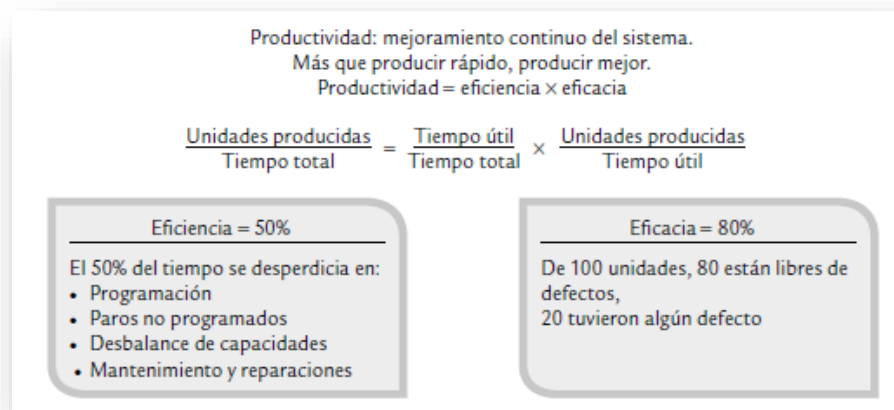 Productividad: mejoramiento continuo del sistema.
Más que producir rápido, producir mejor.
Productividad = eficiencia × eficacia
Unidades producidas / Tiempo total = Tiempo útil / Tiempo total × Unidades producidas / Tiempo útil
Eficiencia = 50%
El 50% del tiempo se desperdicia en:
• Programación
• Paros no programados
• Desbalance de capacidades
• Mantenimiento y reparaciones
Eficacia = 80%
De 100 unidades, 80 están libres de
defectos,
20 tuvieron algún defecto